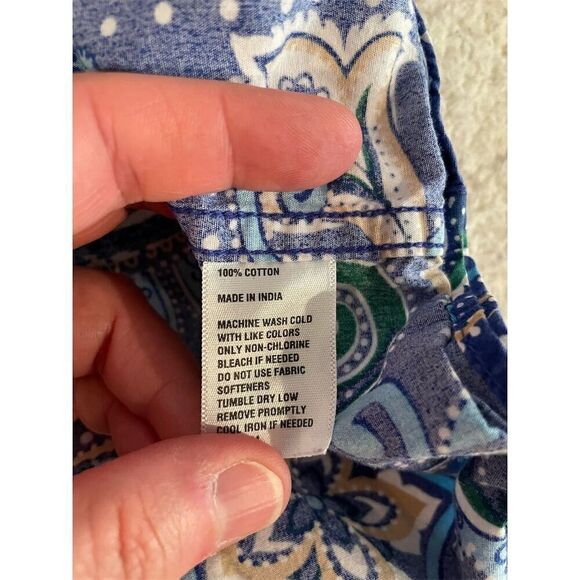 100% COTTON
MADE IN INDIA
MACHINE WASH COLD
WITH LIKE COLORS
ONLY NON-CHLORINE
BLEACH IF NEEDED
DO NOT USE FABRIC
SOFTENERS
TUMBLE DRY LOW
REMOVE PROMPTLY
COOL IRON IF NEEDED